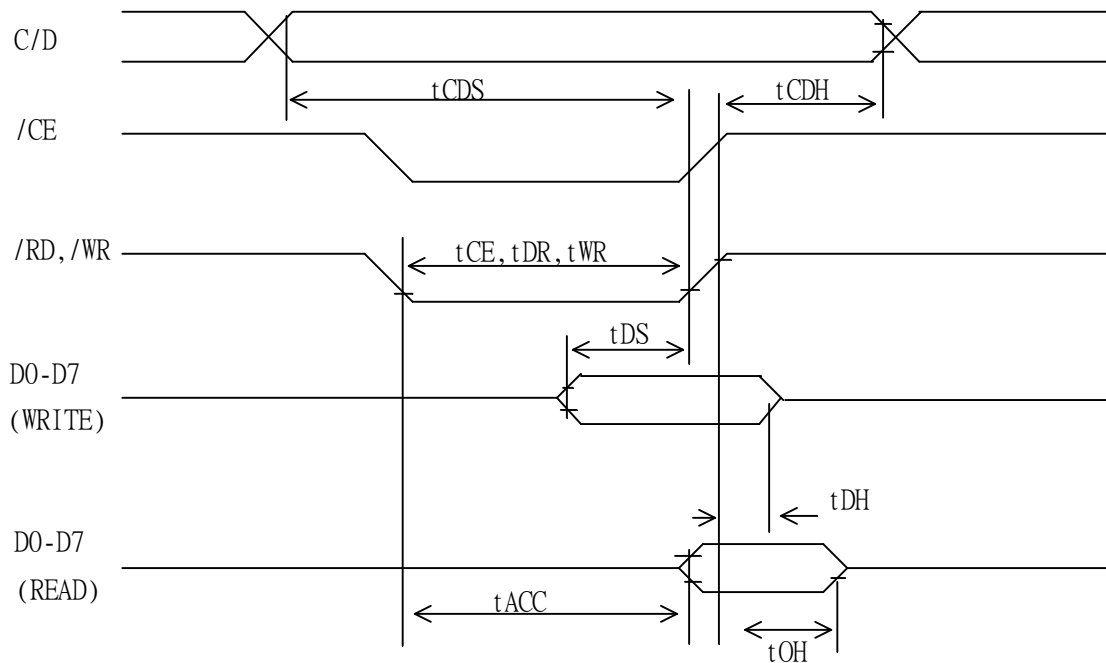 C/D
tCDS
tCDH
/CE
/RD,/WR
tCE,tDR,tWR
tDS
D0-D7
(WRITE)
tDH
D0-D7
(READ)
tACC
tOH